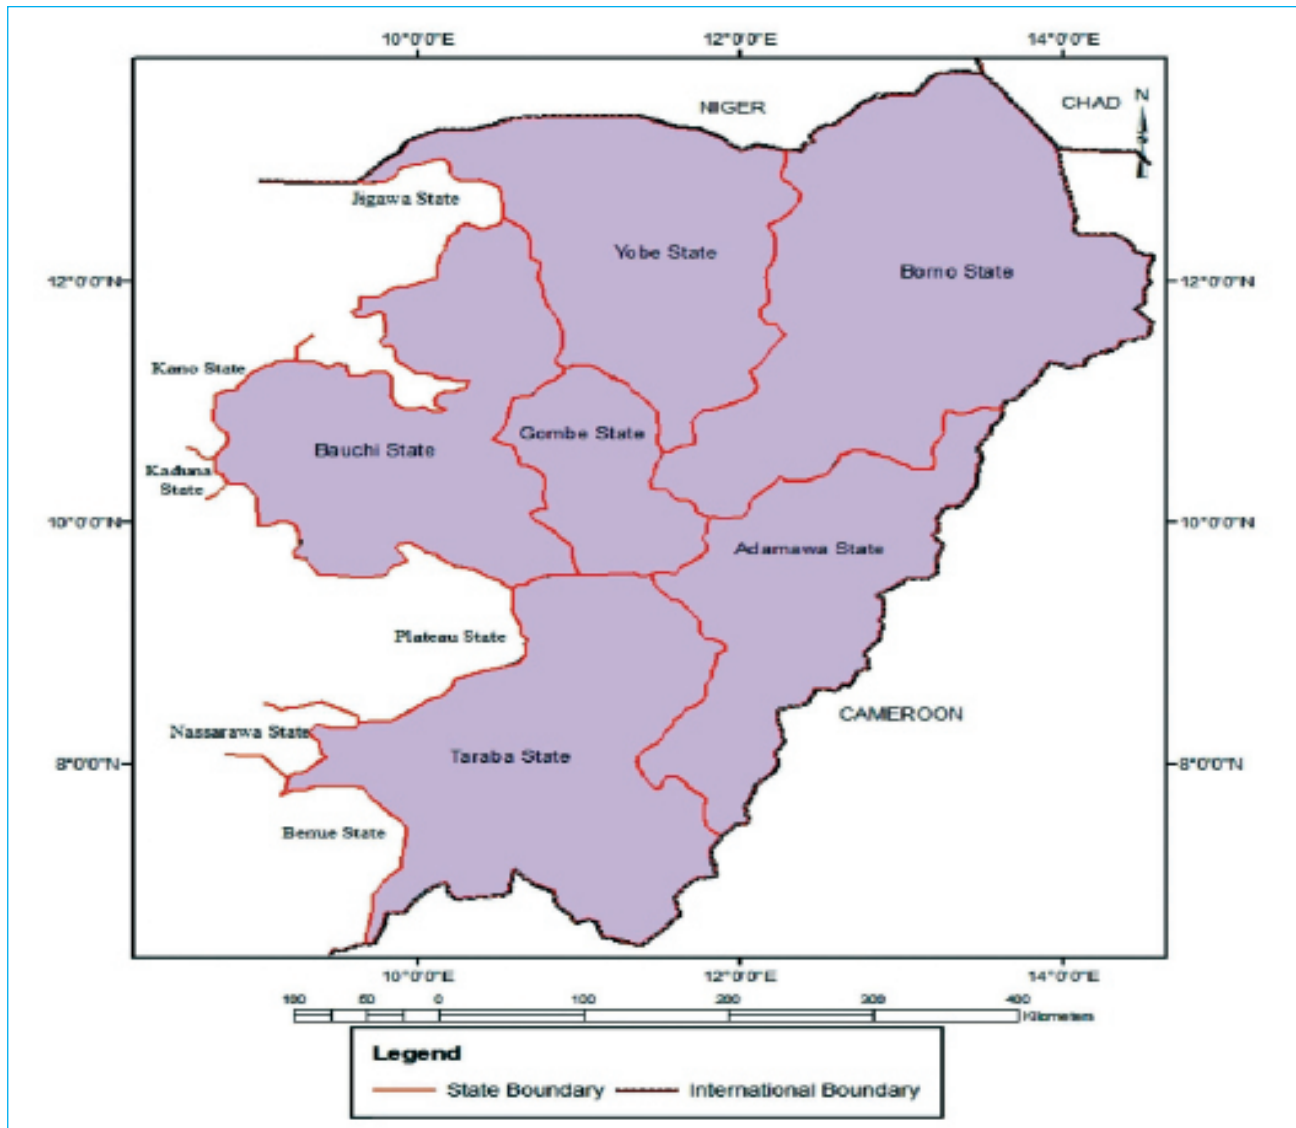 10°0'0"E 12°0'0"E 14°0'0"E
NIGER
CHAD
N
Jigawa State
Yobe State
Borno State
12°0'0"N
12°0'0"N
Kano State
Gombe State
Bauchi State
Kaduna
State
10°0'0"N
10°0'0"N
Adamawa State
Plateau State
CAMEROON
Nassarawa State
Taraba State
8°0'0"N
8°0'0"N
Benue State
10°0'0"E 12°0'0"E 14°0'0"E
100 50 0 100 200 300 400
Kilometers
Legend
State Boundary International Boundary